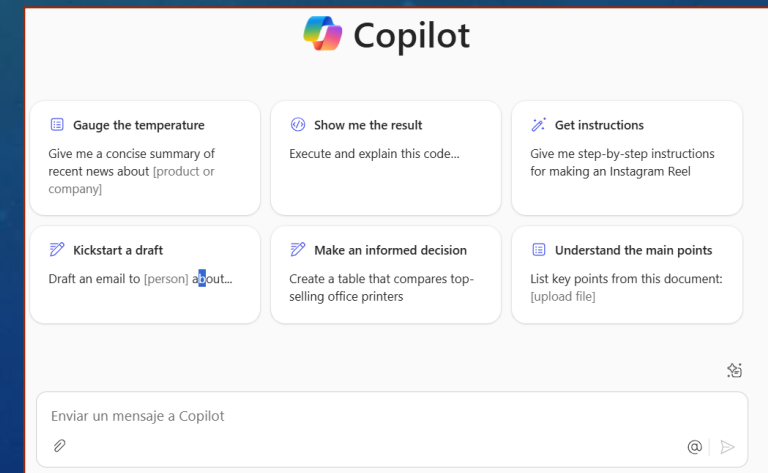 Copilot
Gauge the temperature
Give me a concise summary of
recent news about [product or
company]
Show me the result
Execute and explain this code...
Get instructions
Give me step-by-step instructions
for making an Instagram Reel
Kickstart a draft
Draft an email to [person] about...
Make an informed decision
Create a table that compares top-
selling office printers
Understand the main points
List key points from this document:
[upload file]
Enviar un mensaje a Copilot
@